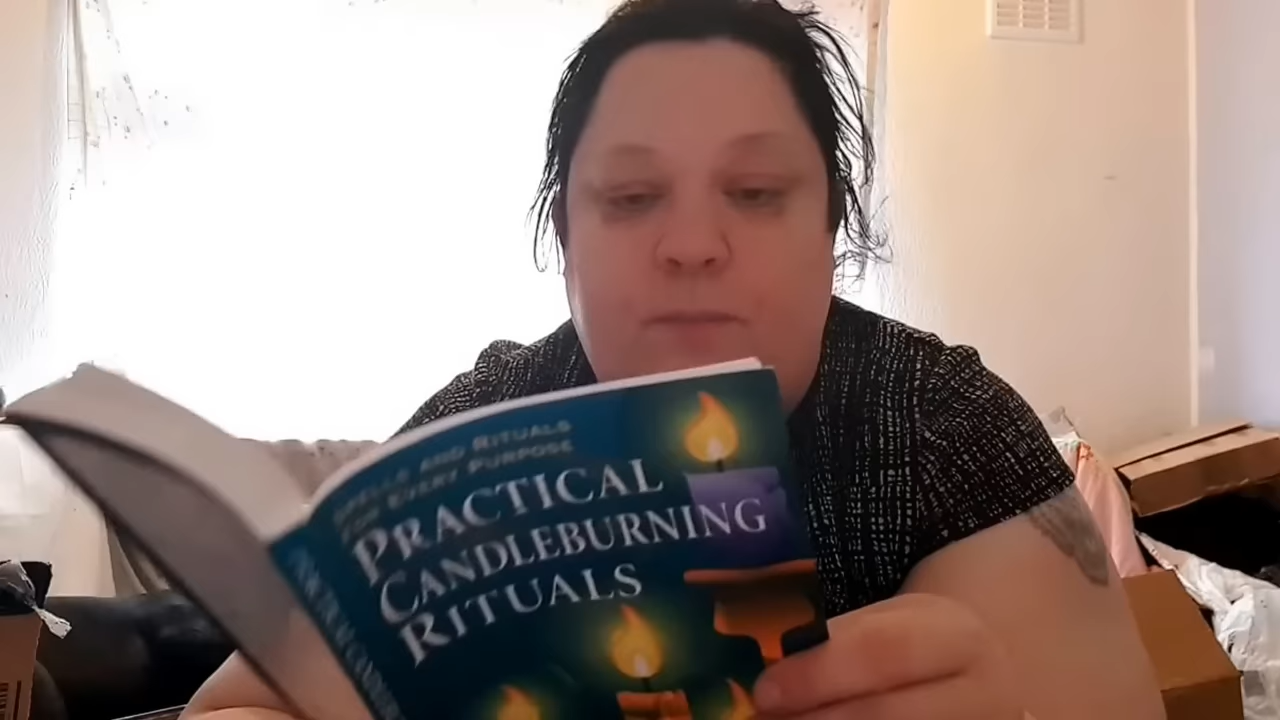 SPELLS AND RITUALS
FOR EVERY PURPOSE
PRACTICAL
CANDLEBURNING
RITUALS